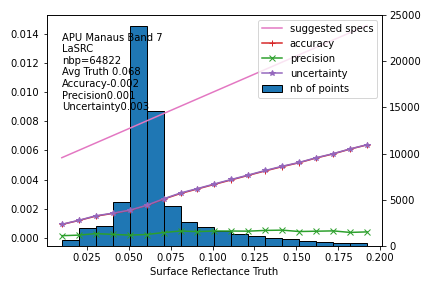 APU Manaus Band 7
LaSRC
nbp=64822
Avg Truth 0.068
Accuracy-0.002
Precision0.001
Uncertainty0.003
suggested specs
accuracy
precision
uncertainty
nb of points
0.014
0.012
0.010
0.008
0.006
0.004
0.002
0.000
25000
20000
15000
10000
5000
0
0.025 0.050 0.075 0.100 0.125 0.150 0.175 0.200
Surface Reflectance Truth